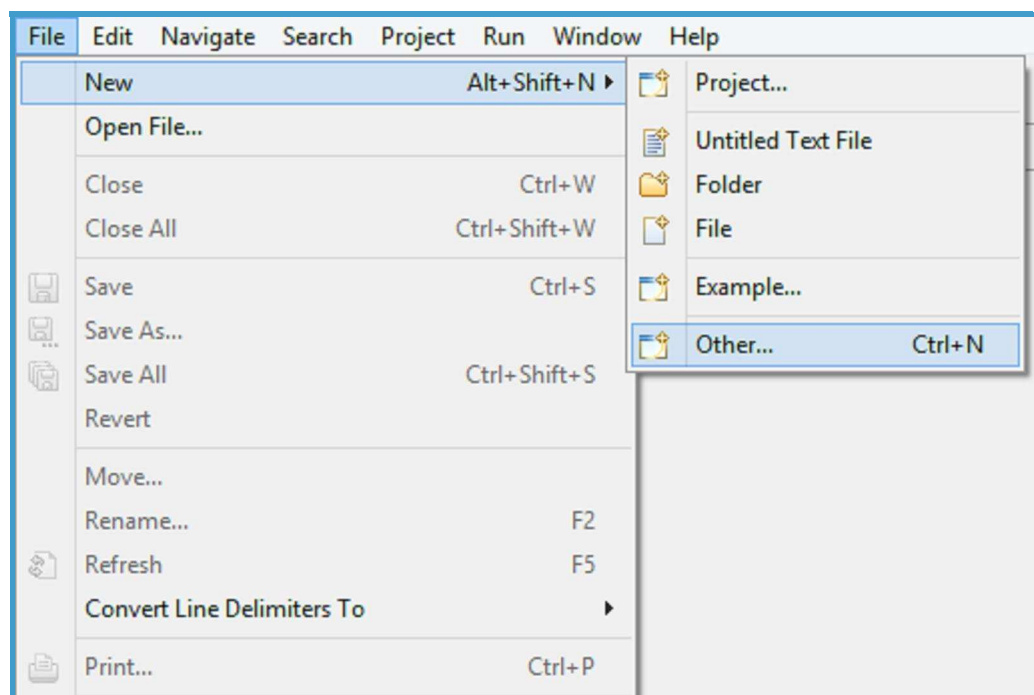 File Edit Navigate Search Project Run Window Help
New Alt+Shift+N
Open File...
Close Ctrl+W
Close All Ctrl+Shift+W
Save Ctrl+S
Save As...
Save All Ctrl+Shift+S
Revert
Move...
Rename... F2
Refresh F5
Convert Line Delimiters To
Print... Ctrl+P
Project...
Untitled Text File
Folder
File
Example...
Other... Ctrl+N